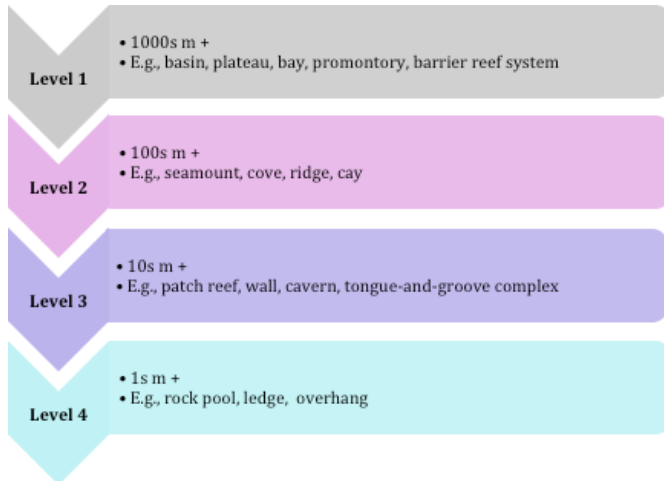 Level 1
• 1000s m +
• E.g., basin, plateau, bay, promontory, barrier reef system
Level 2
• 100s m +
• E.g., seamount, cove, ridge, cay
Level 3
• 10s m +
• E.g., patch reef, wall, cavern, tongue-and-groove complex
Level 4
• 1s m +
• E.g., rock pool, ledge,  overhang